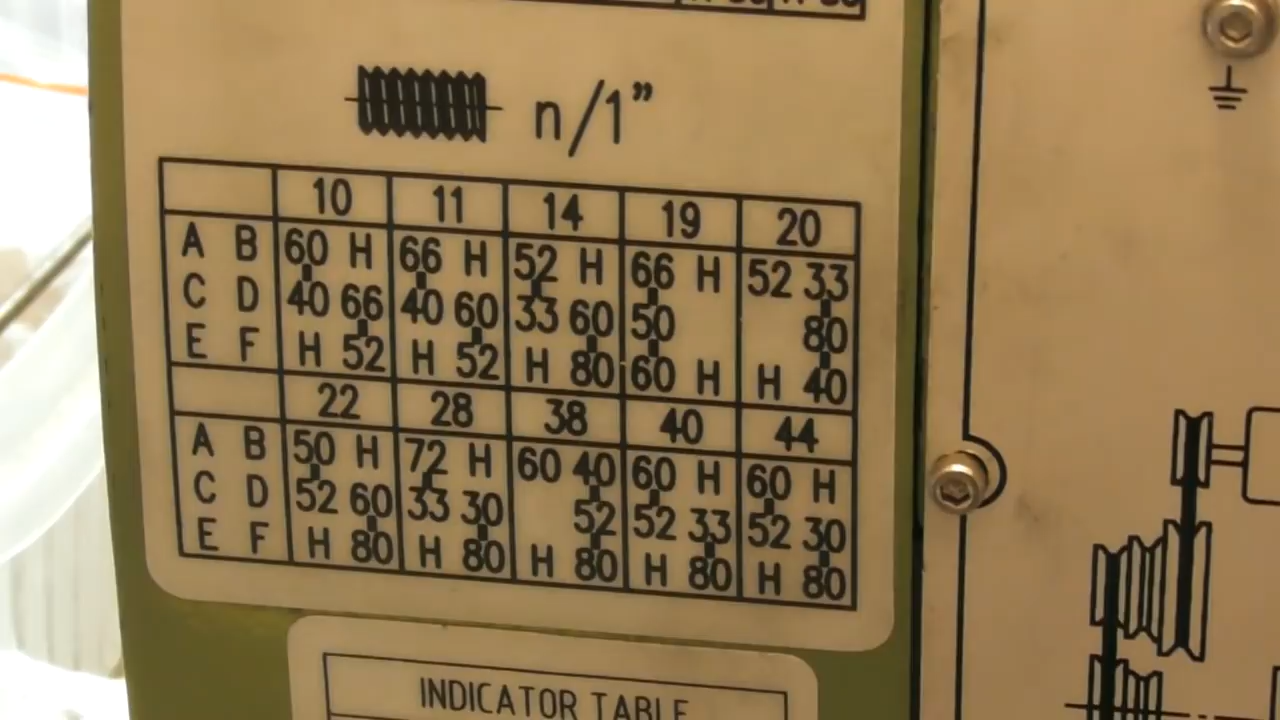 n/1”
10 11 14 19 20
A B 60 H 66 H 52 H 66 H 52 33
C D 40 66 40 60 33 60 50 80
E F H 52 H 52 H 80 60 H H 40
22 28 38 40 44
A B 50 H 72 H 60 40 60 H 60 H
C D 52 60 33 30 52 52 33 52 30
E F H 80 H 80 H 80 H 80 H 80
INDICATOR TABLE